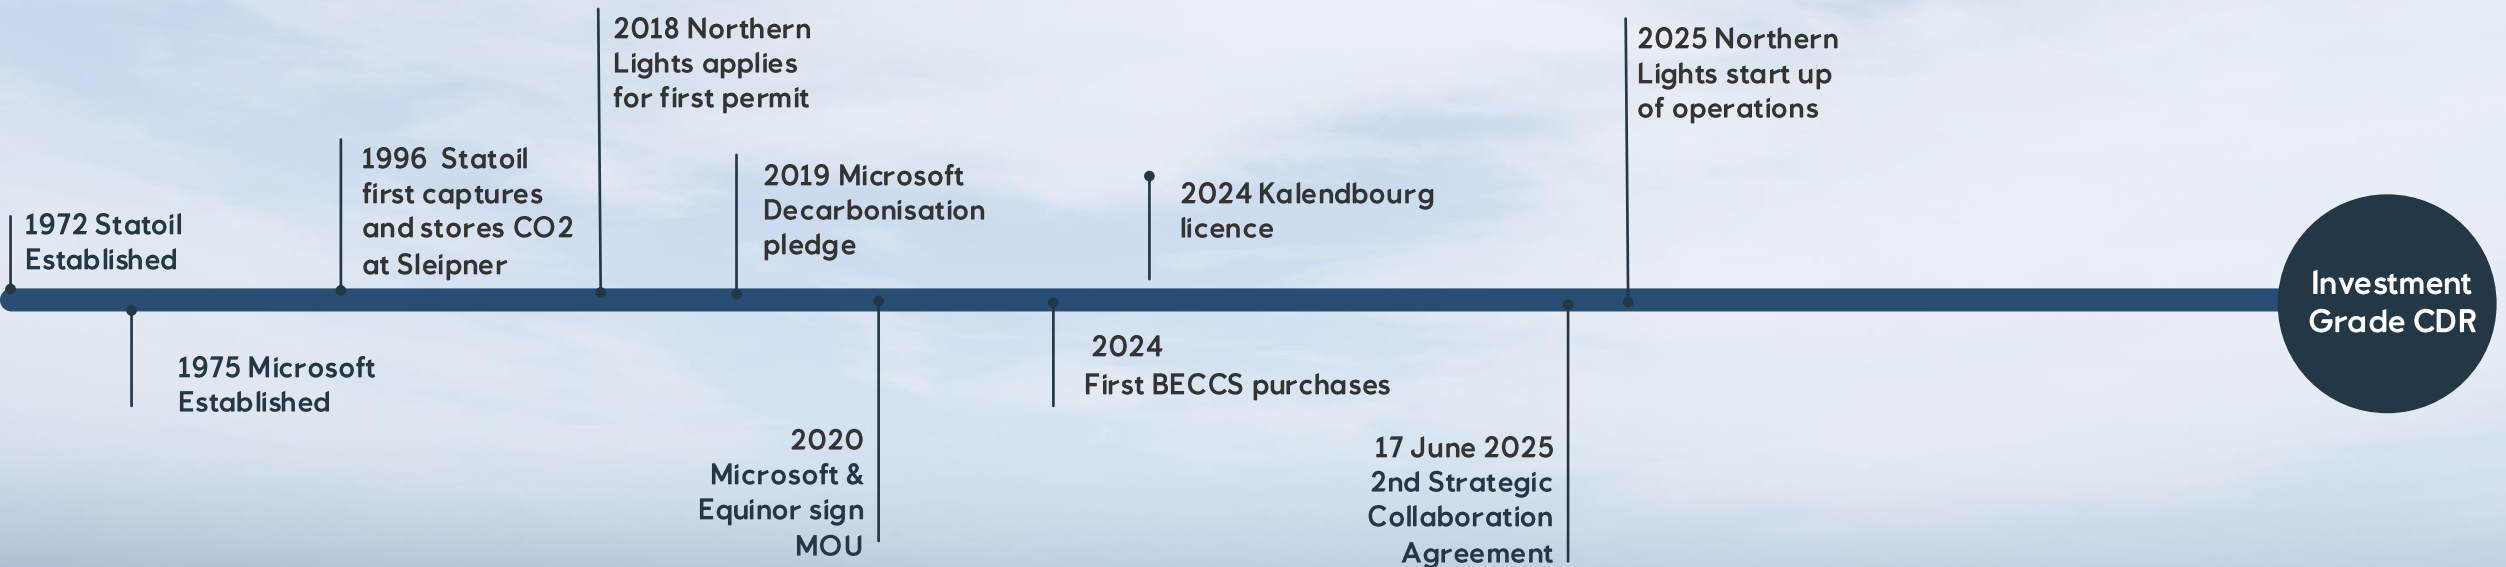 1972 Statoil
Established
1975 Microsoft
Established
1996 Statoil
first captures
and stores CO2
at Sleipner
2018 Northern
Lights applies
for first permit
2019 Microsoft
Decarbonisation
pledge
2020
Microsoft &
Equinor sign
MOU
2024
First BECCS purchases
2024 Kalendbourg
licence
17 June 2025
2nd Strategic
Collaboration
Agreement
2025 Northern
Lights start up
of operations
Investment
Grade CDR